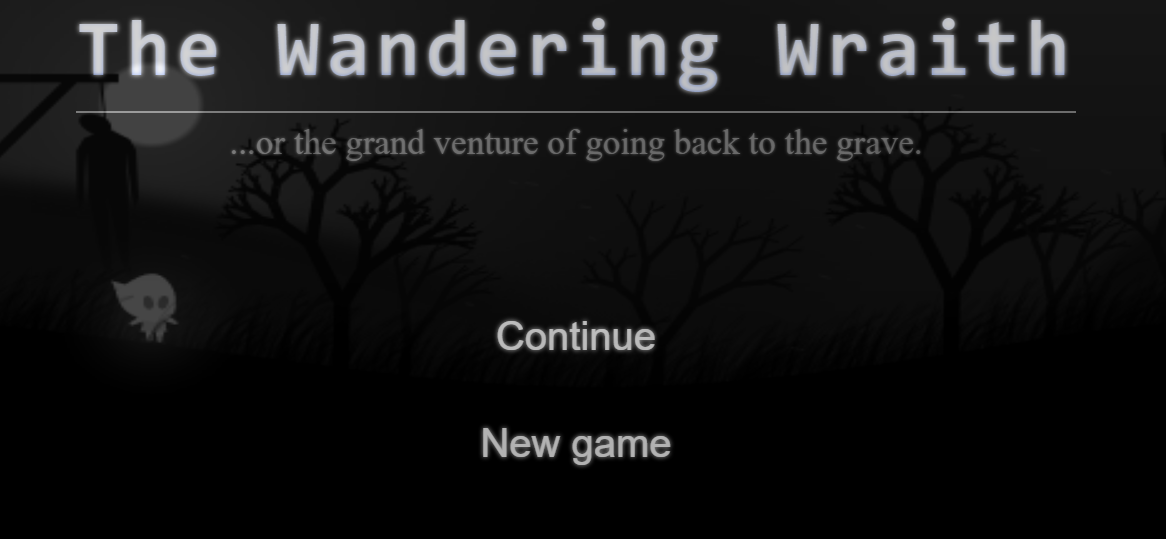 The Wandering Wraith
...or the grand venture of going back to the grave.
Continue
New game